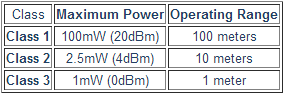 Class Maximum Power Operating Range
Class 1 100mW (20dBm) 100 meters
Class 2 2.5mW (4dBm) 10 meters
Class 3 1mW (0dBm) 1 meter